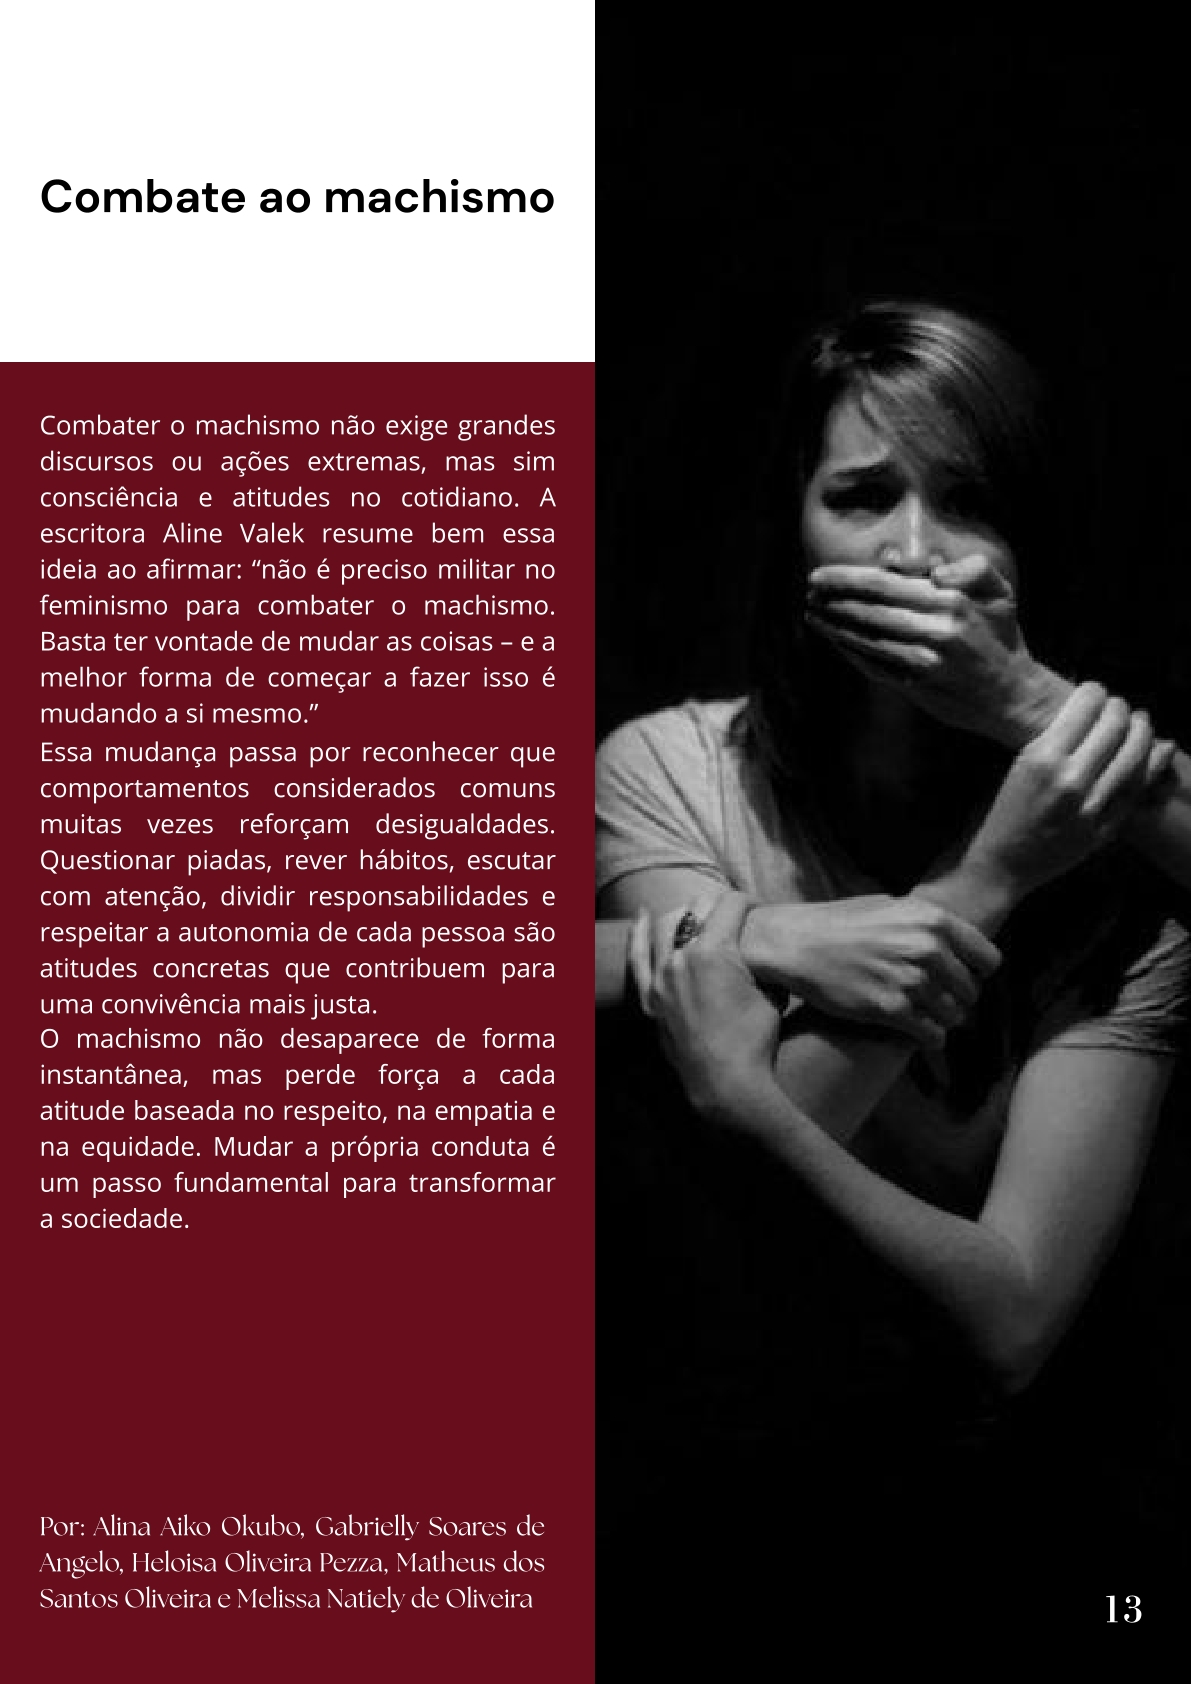 Combate ao machismo
Combater o machismo não exige grandes
discursos ou ações extremas, mas sim
consciência e atitudes no cotidiano. A
escritora Aline Valek resume bem essa
ideia ao afirmar: “não é preciso militar no
feminismo para combater o machismo.
Basta ter vontade de mudar as coisas – e a
melhor forma de começar a fazer isso é
mudando a si mesmo.”
Essa mudança passa por reconhecer que
comportamentos considerados comuns
muitas vezes reforçam desigualdades.
Questionar piadas, rever hábitos, escutar
com atenção, dividir responsabilidades e
respeitar a autonomia de cada pessoa são
atitudes concretas que contribuem para
uma convivência mais justa.
O machismo não desaparece de forma
instantânea, mas perde força a cada
atitude baseada no respeito, na empatia e
na equidade. Mudar a própria conduta é
um passo fundamental para transformar
a sociedade.
Por: Alina Aiko Okubo, Gabrielly Soares de
Angelo, Heloisa Oliveira Pezza, Matheus dos
Santos Oliveira e Melissa Natiely de Oliveira
13